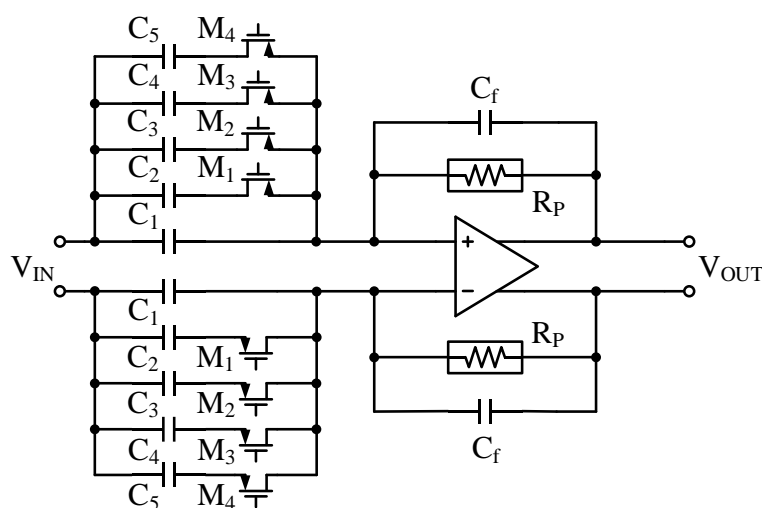 C5 M4
C4 M3
C3 M2
C2 M1
C1
Cf
RP
+
VIN
VOUT
−
C1
C2 M1
C3 M2
C4 M3
C5 M4
RP
Cf